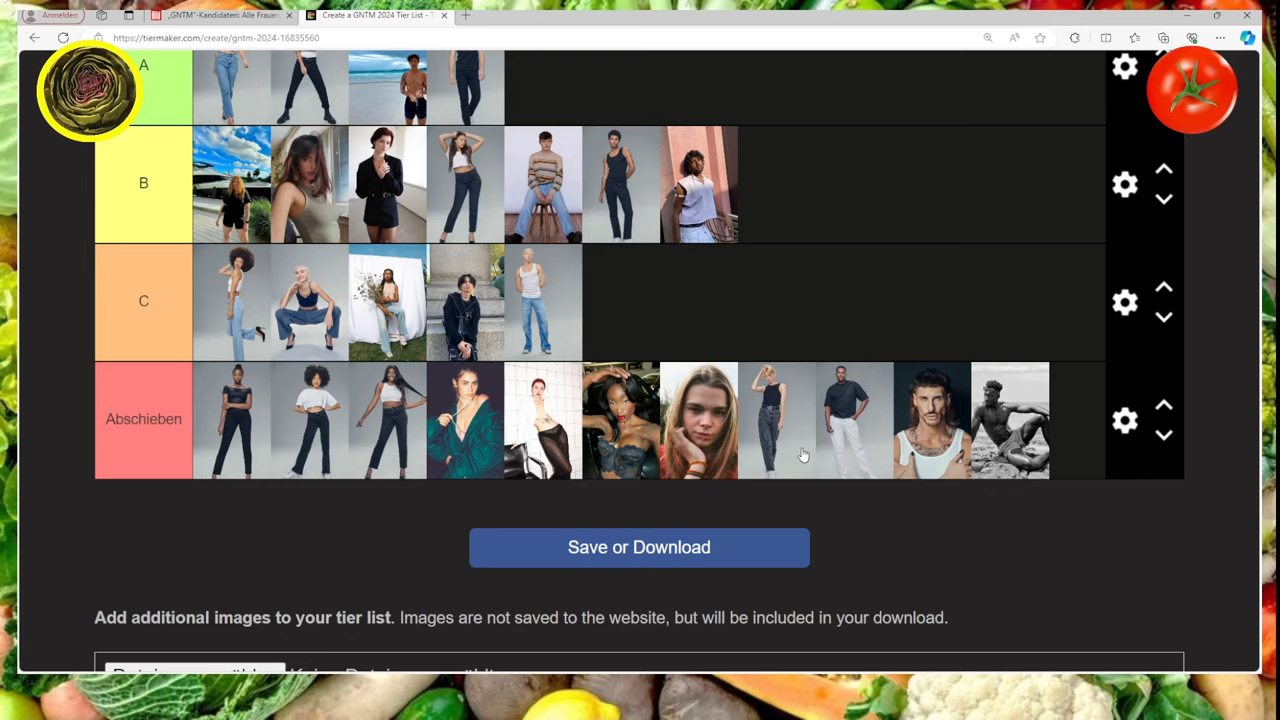 Anmelden
„GNTM"-Kandidaten: Alle Frauen
Create a GNTM 2024 Tier List - T
https://tiermaker.com/create/gntm-2024-16835560
A
B
C
Abschieben
Save or Download
Add additional images to your tier list. Images are not saved to the website, but will be included in your download.